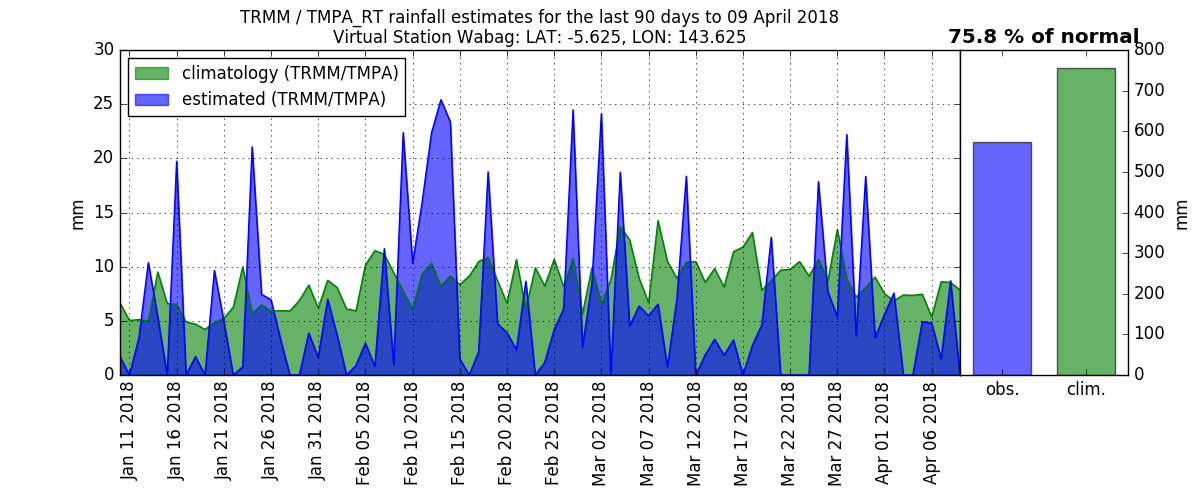 TRMM / TMPA_RT rainfall estimates for the last 90 days to 09 April 2018
Virtual Station Wabag: LAT: -5.625, LON: 143.625
75.8 % of normal
climatology (TRMM/TMPA)
estimated (TRMM/TMPA)
30
25
20
15
10
5
0
mm
Jan 11 2018
Jan 16 2018
Jan 21 2018
Jan 26 2018
Jan 31 2018
Feb 05 2018
Feb 10 2018
Feb 15 2018
Feb 20 2018
Feb 25 2018
Mar 02 2018
Mar 07 2018
Mar 12 2018
Mar 17 2018
Mar 22 2018
Mar 27 2018
Apr 01 2018
Apr 06 2018
800
700
600
500
400
300
200
100
0
mm
obs.
clim.